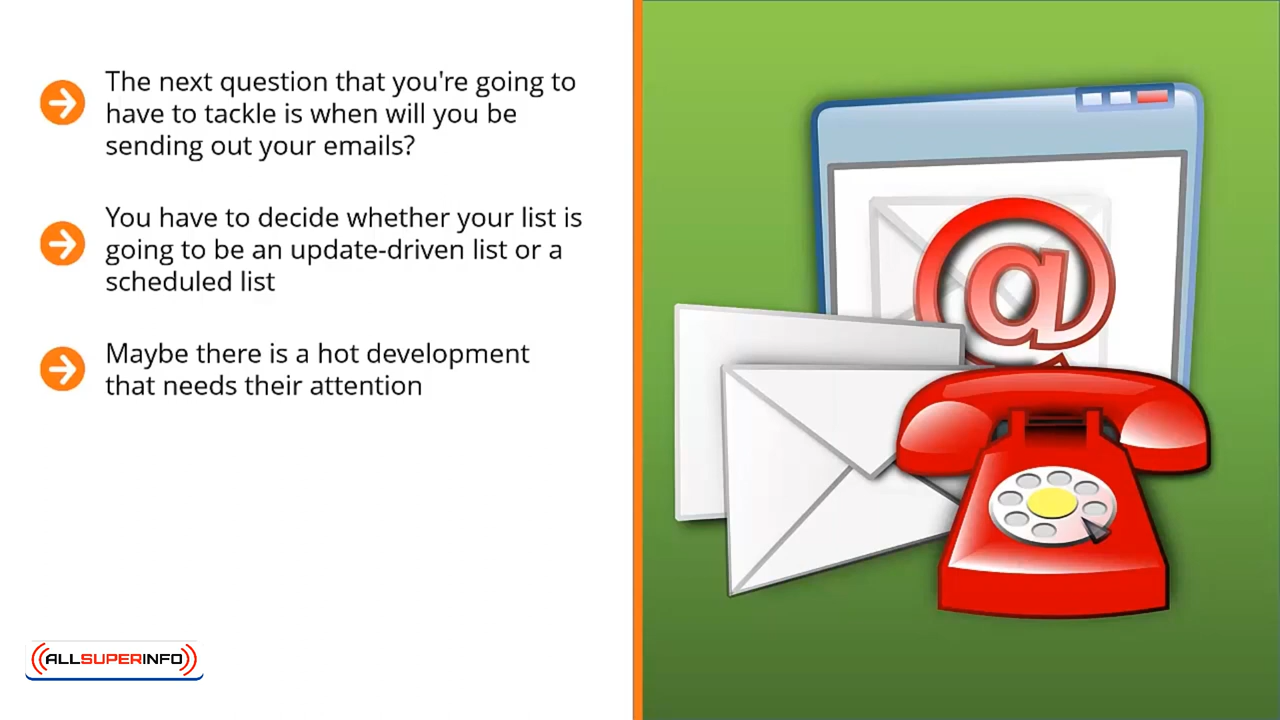 The next question that you're going to
have to tackle is when will you be
sending out your emails?
You have to decide whether your list is
going to be an update-driven list or a
scheduled list
Maybe there is a hot development
that needs their attention
@
ALLSUPERINFO